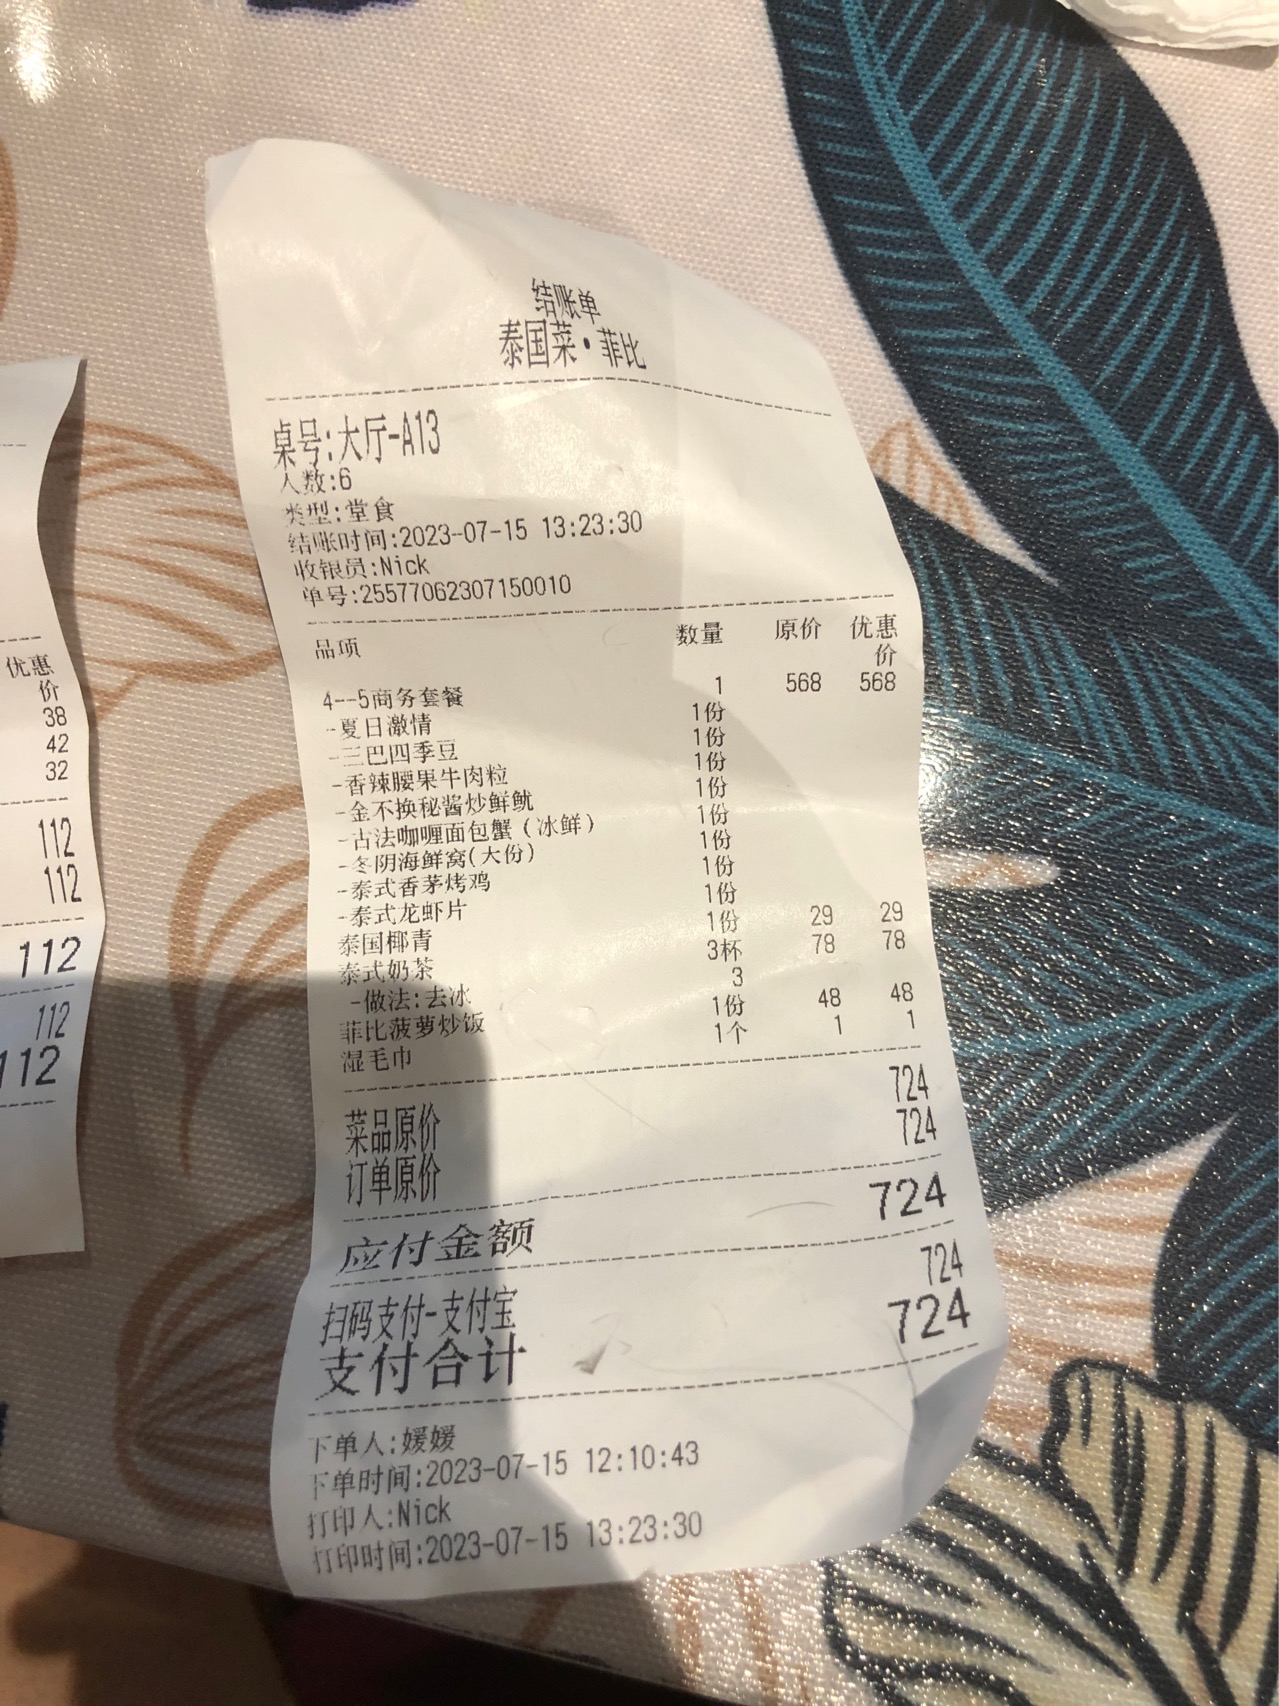 结账单
泰国菜·菲比
桌号:大厅-A13
人数:6
类型:堂食
结账时间:2023-07-15 13:23:30
收银员:Nick
单号:25577062307150010
品项 数量 原价 优惠价
4--5商务套餐 1 568 568
-夏日激情 1份
-三巴四季豆 1份
-香辣腰果牛肉粒 1份
-金不换秘酱炒鲜鱿 1份
-古法咖喱面包蟹(冰鲜) 1份
-冬阴海鲜窝(大份) 1份
-泰式香茅烤鸡 1份
-泰式龙虾片 1份
泰国椰青 1份 29 29
泰式奶茶 3杯 78 78
-做法:去冰 3
菲比菠萝炒饭 1份 48 48
湿毛巾 1个 1 1
菜品原价 724
订单原价 724
应付金额 724
扫码支付-支付宝 724
支付合计 724
下单人:媛媛
下单时间:2023-07-15 12:10:43
打印人:Nick
打印时间:2023-07-15 13:23:30
优惠价
38
42
32
112
112
112
112
112